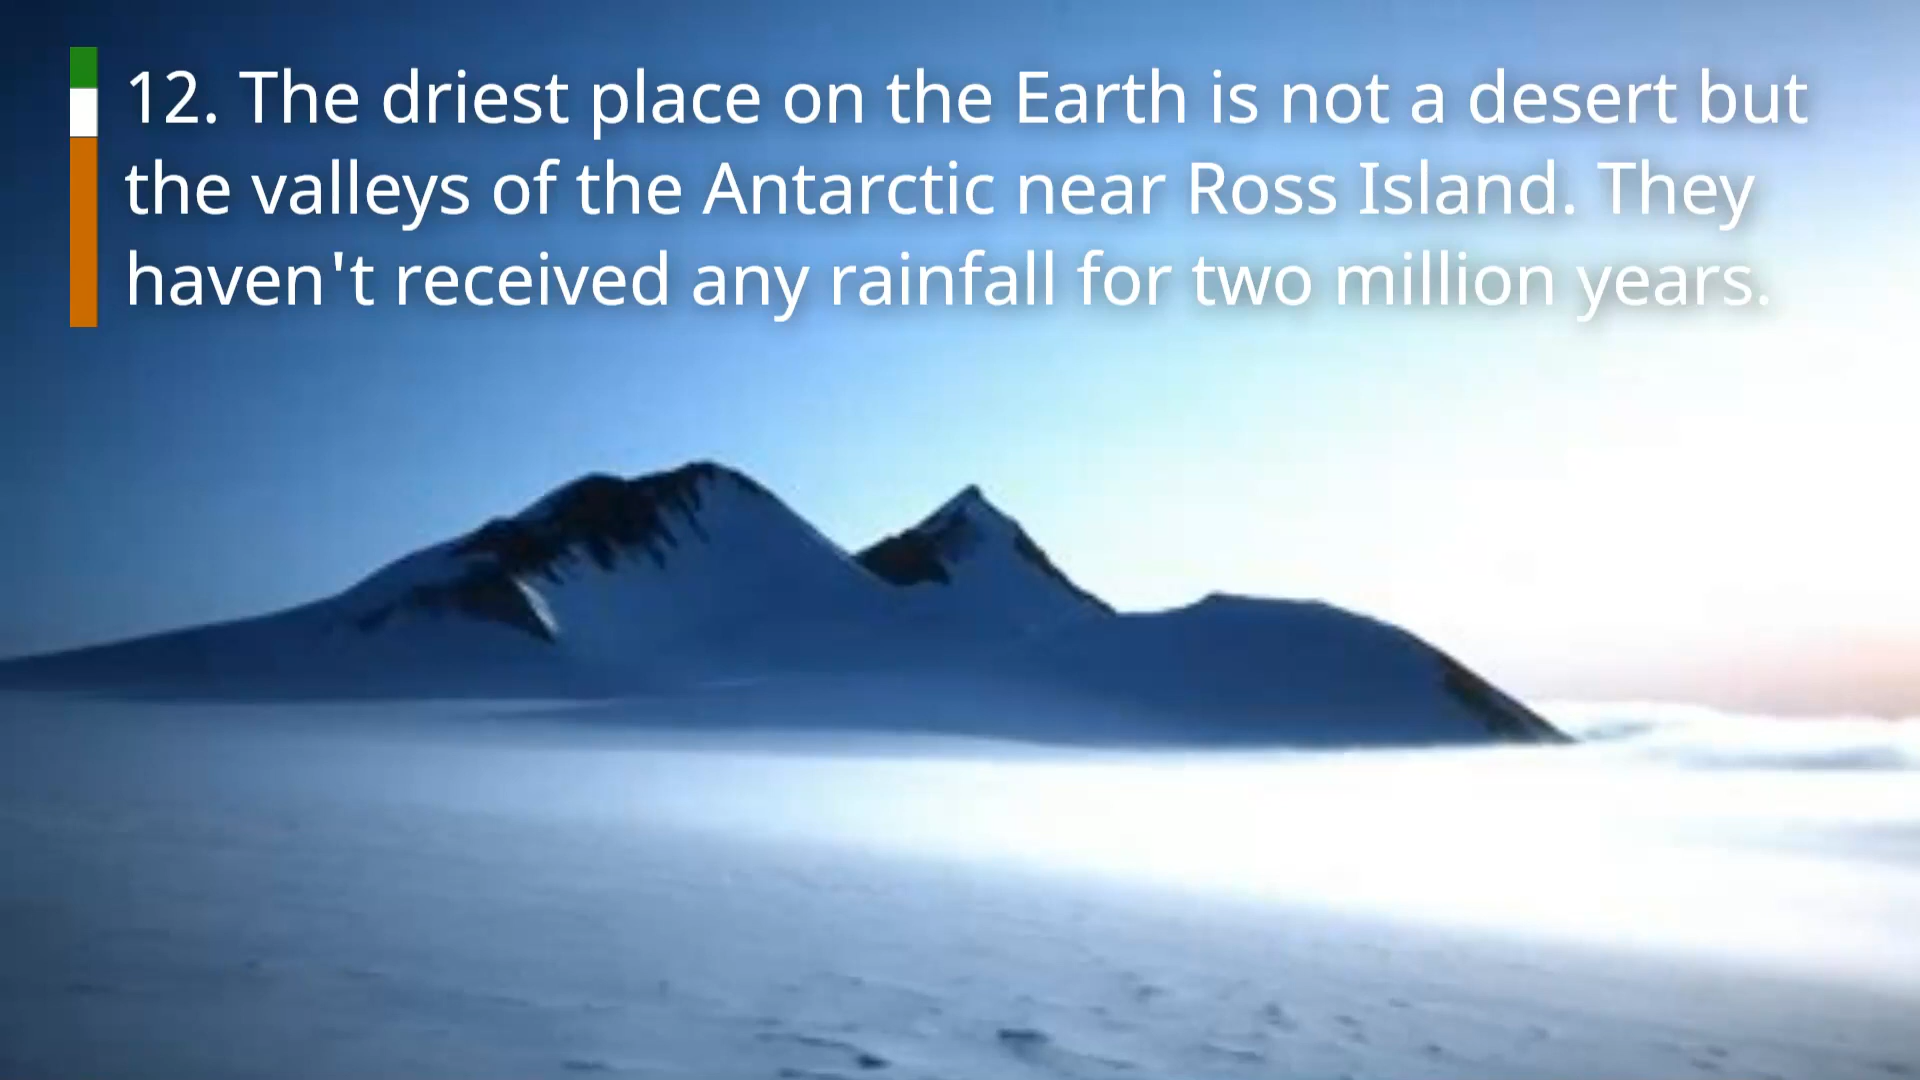 12. The driest place on the Earth is not a desert but
the valleys of the Antarctic near Ross Island. They
haven't received any rainfall for two million years.